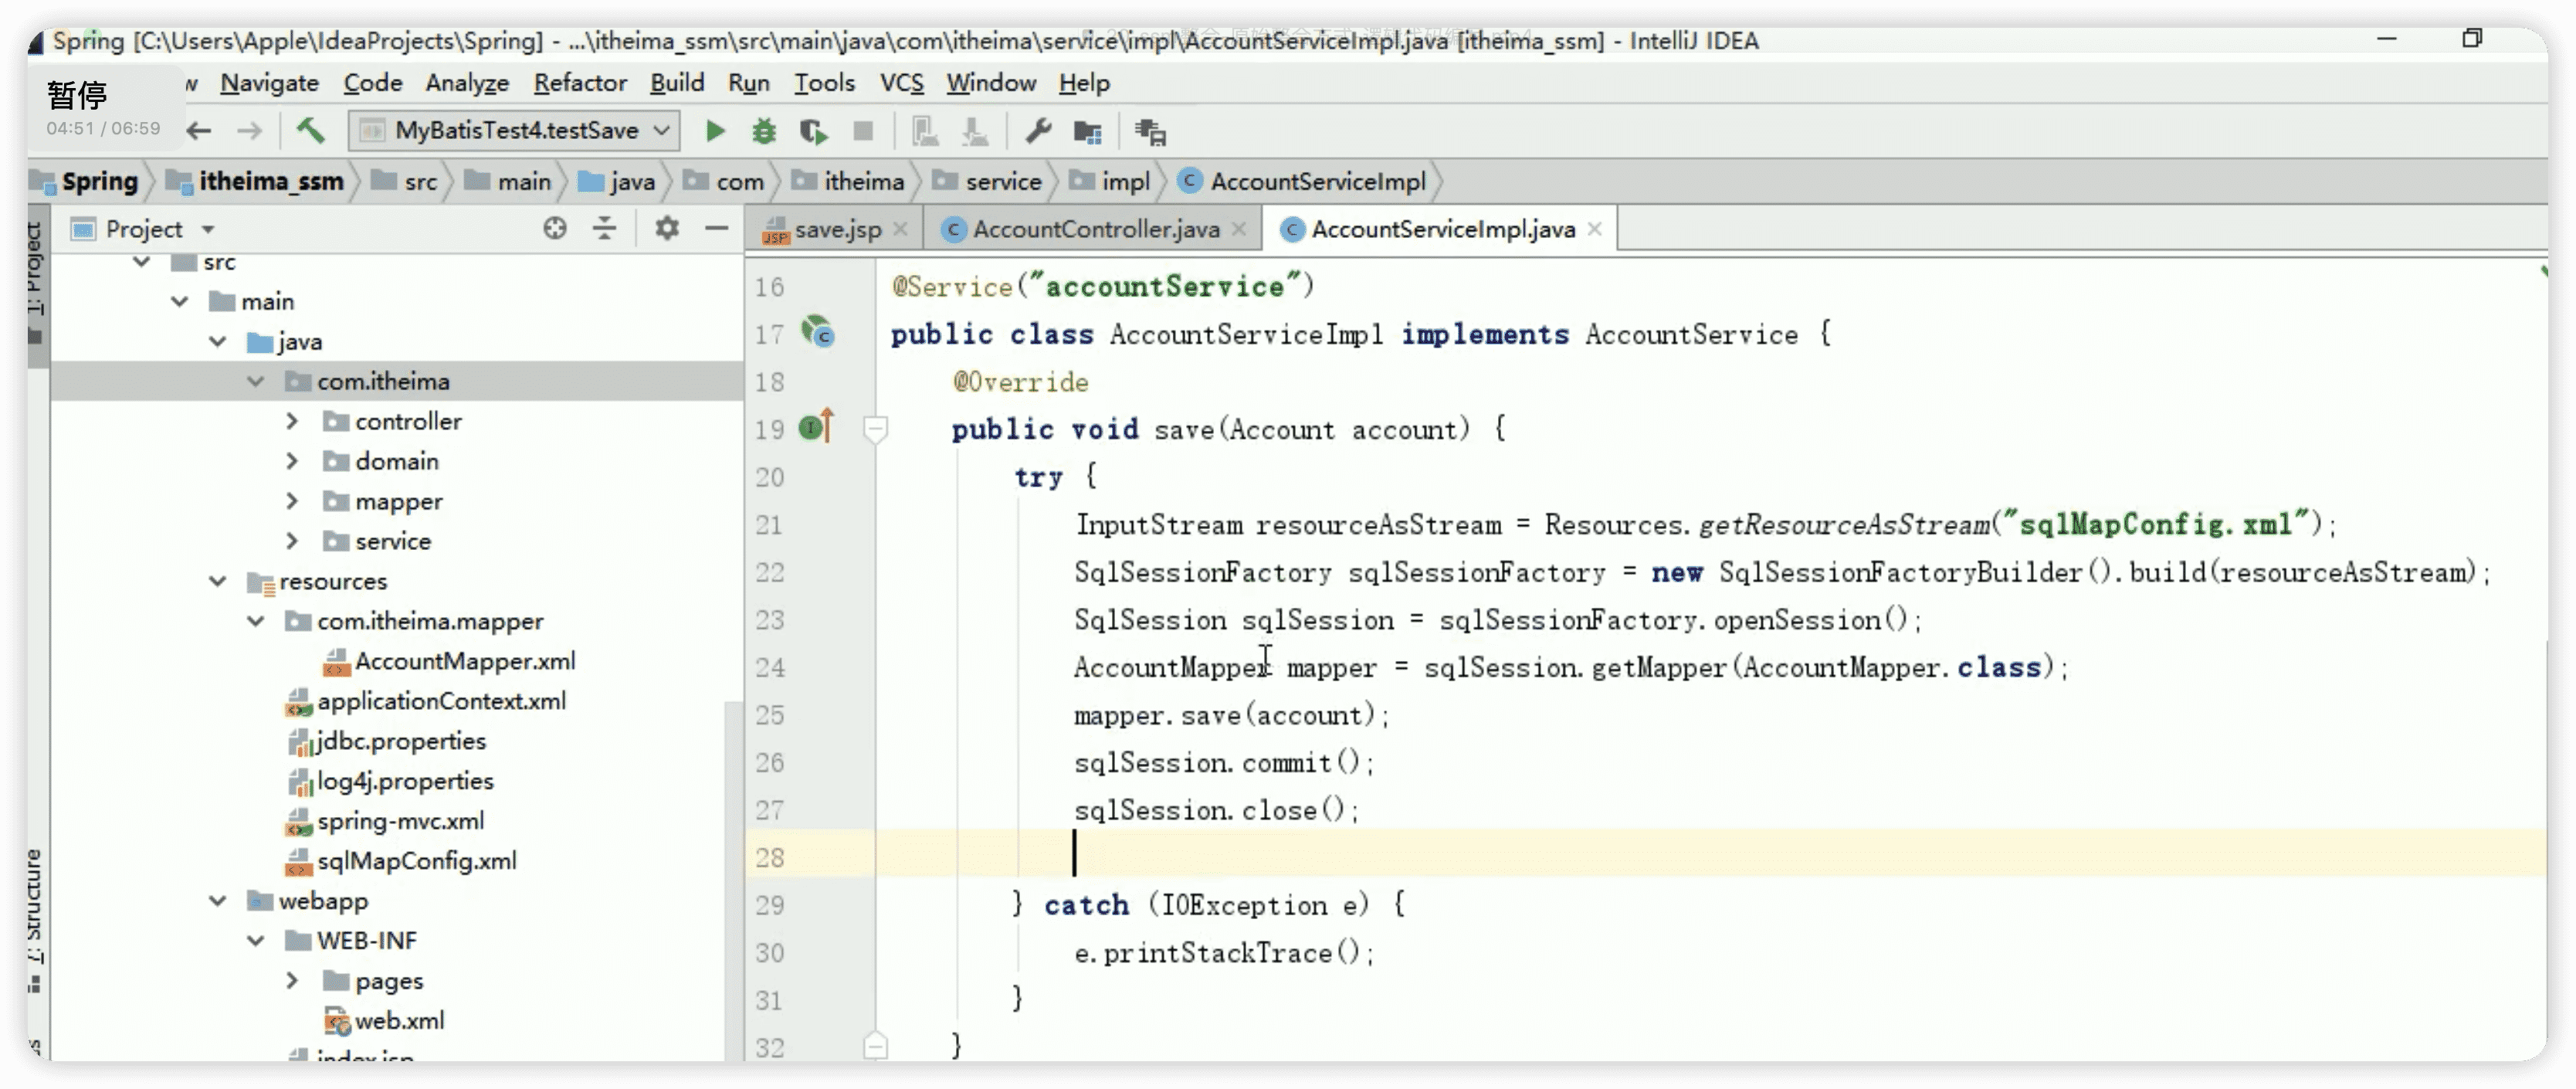 Spring [C:\Users\Apple\IdeaProjects\Spring] - ...\itheima_ssm\src\main\java\com\itheima\service\impl\AccountServiceImpl.java [itheima_ssm] - IntelliJ IDEA
暂停
04:51 / 06:59
w Navigate Code Analyze Refactor Build Run Tools VCS Window Help
MyBatisTest4.testSave
Spring itheima_ssm src main java com itheima service impl AccountServiceImpl
1: Project
Project
save.jsp AccountController.java AccountServiceImpl.java
src
main
java
com.itheima
controller
domain
mapper
service
resources
com.itheima.mapper
AccountMapper.xml
applicationContext.xml
jdbc.properties
log4j.properties
spring-mvc.xml
sqlMapConfig.xml
webapp
WEB-INF
pages
web.xml
index.jsp
7: Structure
16 @Service("accountService")
17 public class AccountServiceImpl implements AccountService {
18 @Override
19 public void save(Account account) {
20 try {
21 InputStream resourceAsStream = Resources.getResourceAsStream("sqlMapConfig.xml");
22 SqlSessionFactory sqlSessionFactory = new SqlSessionFactoryBuilder().build(resourceAsStream);
23 SqlSession sqlSession = sqlSessionFactory.openSession();
24 AccountMapper mapper = sqlSession.getMapper(AccountMapper.class);
25 mapper.save(account);
26 sqlSession.commit();
27 sqlSession.close();
28
29 } catch (IOException e) {
30 e.printStackTrace();
31 }
32 }